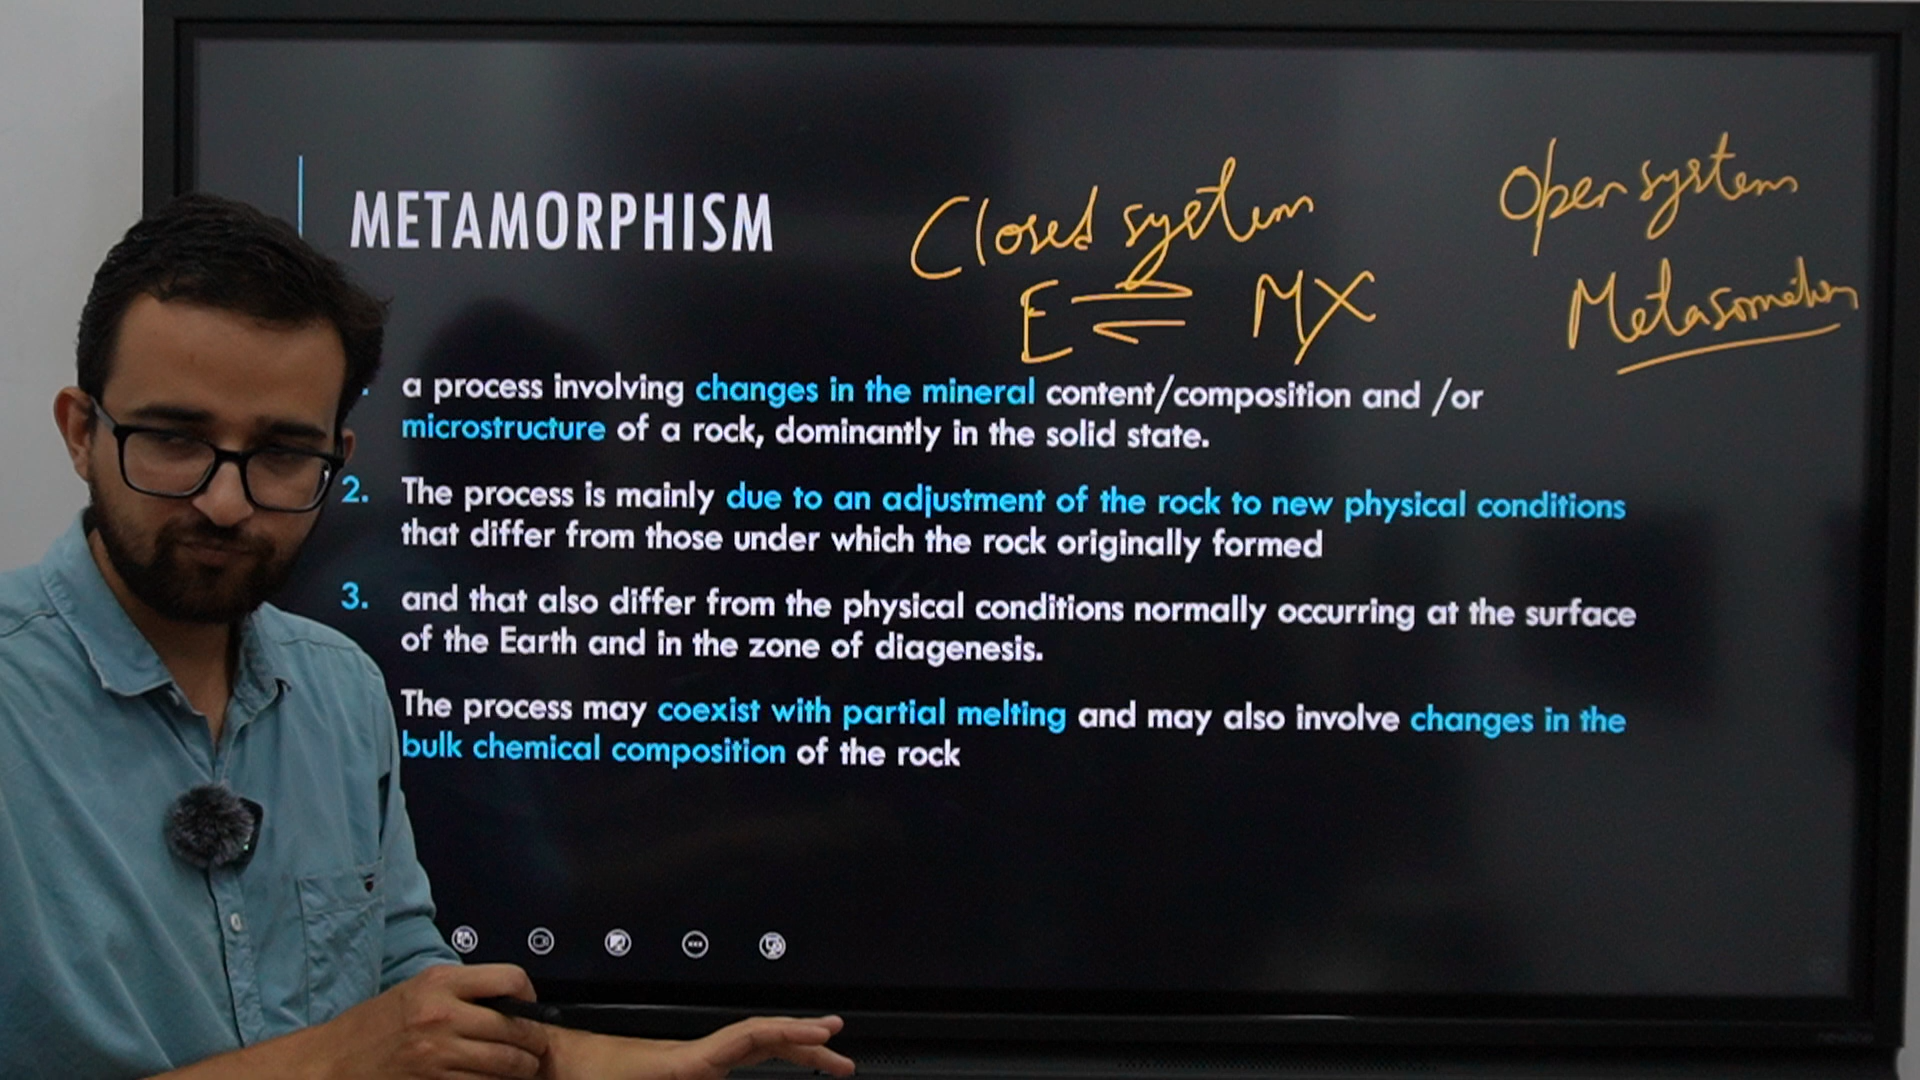 METAMORPHISM
Closed system
E ⇌ MX
Open system
Metasomatism
a process involving changes in the mineral content/composition and /or
microstructure of a rock, dominantly in the solid state.
2. The process is mainly due to an adjustment of the rock to new physical conditions
that differ from those under which the rock originally formed
3. and that also differ from the physical conditions normally occurring at the surface
of the Earth and in the zone of diagenesis.
The process may coexist with partial melting and may also involve changes in the
bulk chemical composition of the rock